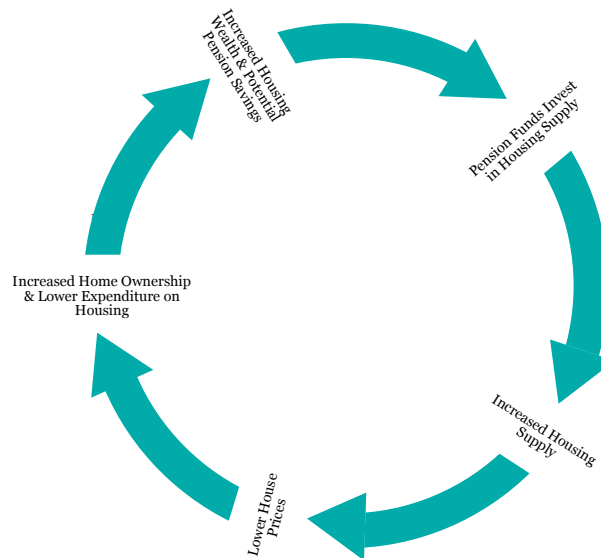 Increased Housing
Wealth & Potential
Pension Savings
Pension Funds Invest
in Housing Supply
Increased Housing
Supply
Lower House
Prices
Increased Home Ownership
& Lower Expenditure on
Housing